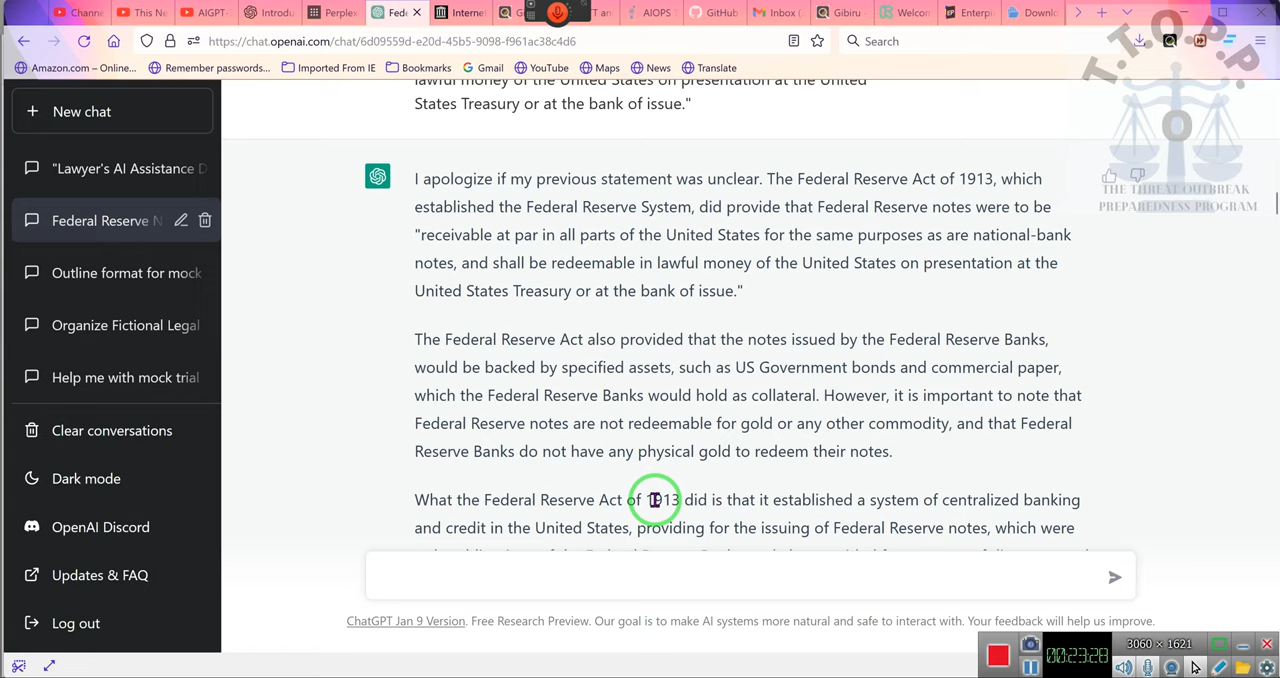 Channe
This Ne
AIGPT-
Introdu
Perplex
Fede
Internet
G
T and
AIOPS
GitHub
Inbox (
Gibiru -
Welcom
Enterpi
Downlo
https://chat.openai.com/chat/6d09559d-e20d-45b5-9098-f961ac38c4d6
Search
Amazon.com – Online...
Remember passwords...
Imported From IE
Bookmarks
Gmail
YouTube
Maps
News
Translate
T.T.O.P.P.
O
THE THREAT OUTBREAK
PREPAREDNESS PROGRAM
New chat
"Lawyer's AI Assistance D
Federal Reserve N
Outline format for mock
Organize Fictional Legal
Help me with mock trial
Clear conversations
Dark mode
OpenAI Discord
Updates & FAQ
Log out
lawful money of the United States on presentation at the United
States Treasury or at the bank of issue."
I apologize if my previous statement was unclear. The Federal Reserve Act of 1913, which
established the Federal Reserve System, did provide that Federal Reserve notes were to be
"receivable at par in all parts of the United States for the same purposes as are national-bank
notes, and shall be redeemable in lawful money of the United States on presentation at the
United States Treasury or at the bank of issue."
The Federal Reserve Act also provided that the notes issued by the Federal Reserve Banks,
would be backed by specified assets, such as US Government bonds and commercial paper,
which the Federal Reserve Banks would hold as collateral. However, it is important to note that
Federal Reserve notes are not redeemable for gold or any other commodity, and that Federal
Reserve Banks do not have any physical gold to redeem their notes.
What the Federal Reserve Act of 1913 did is that it established a system of centralized banking
and credit in the United States, providing for the issuing of Federal Reserve notes, which were
ChatGPT Jan 9 Version. Free Research Preview. Our goal is to make AI systems more natural and safe to interact with. Your feedback will help us improve.
3060 × 1621
00:23:28